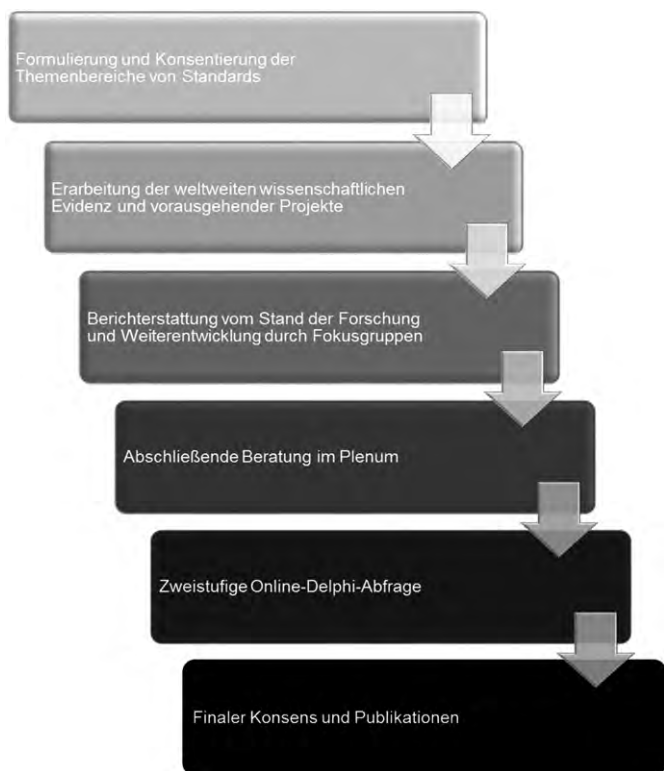 Formulierung und Konsentierung der
Themenbereiche von Standards
Erarbeitung der weltweiten wissenschaftlichen
Evidenz und vorausgehender Projekte
Berichterstattung vom Stand der Forschung
und Weiterentwicklung durch Fokusgruppen
Abschließende Beratung im Plenum
Zweistufige Online-Delphi-Abfrage
Finaler Konsens und Publikationen